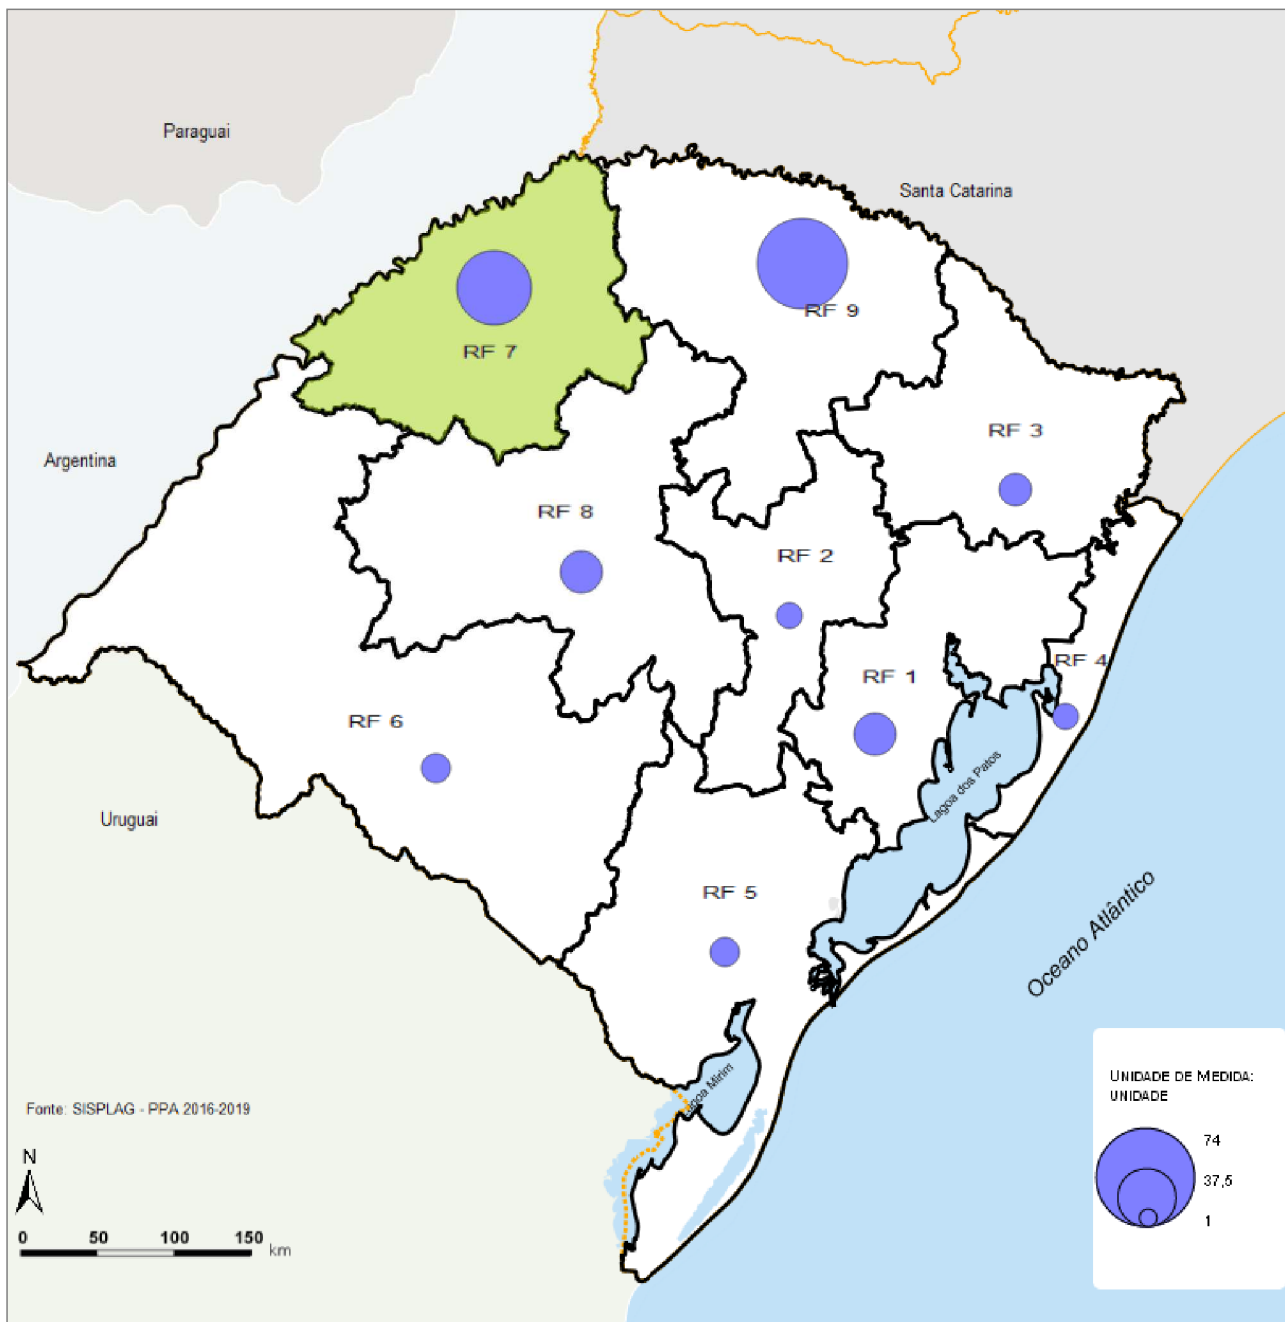 Paraguai
Santa Catarina
RF 9
RF 7
RF 3
Argentina
RF 8
RF 2
RF 4
RF 1
RF 6
Lagoa dos Patos
Uruguai
RF 5
Oceano Atlântico
Lagoa Mirim
UNIDADE DE MEDIDA:
UNIDADE
74
37,5
1
Fonte: SISPLAG - PPA 2016-2019
N
0 50 100 150 km